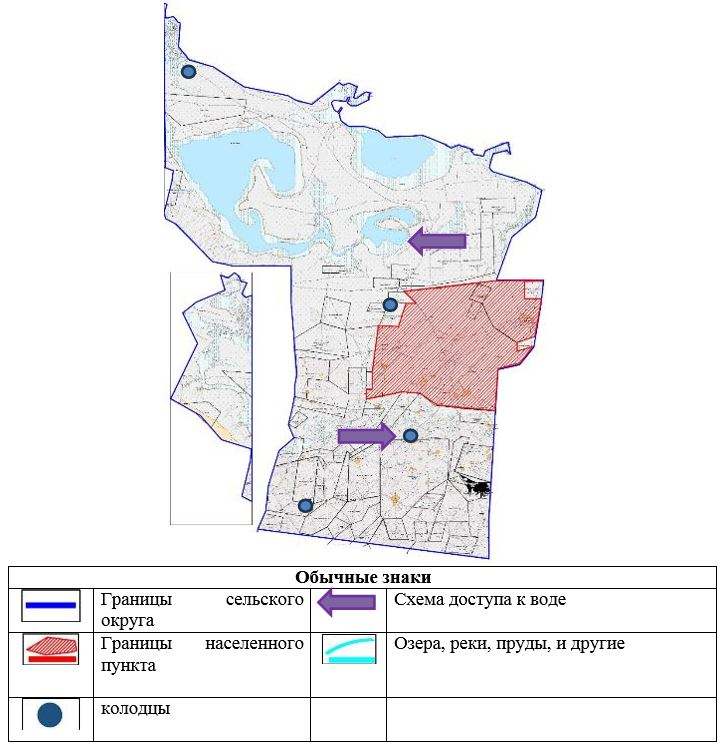 Обычные знаки
Границы сельского
округа
Схема доступа к воде
Границы населенного
пункта
Озера, реки, пруды, и другие
колодцы